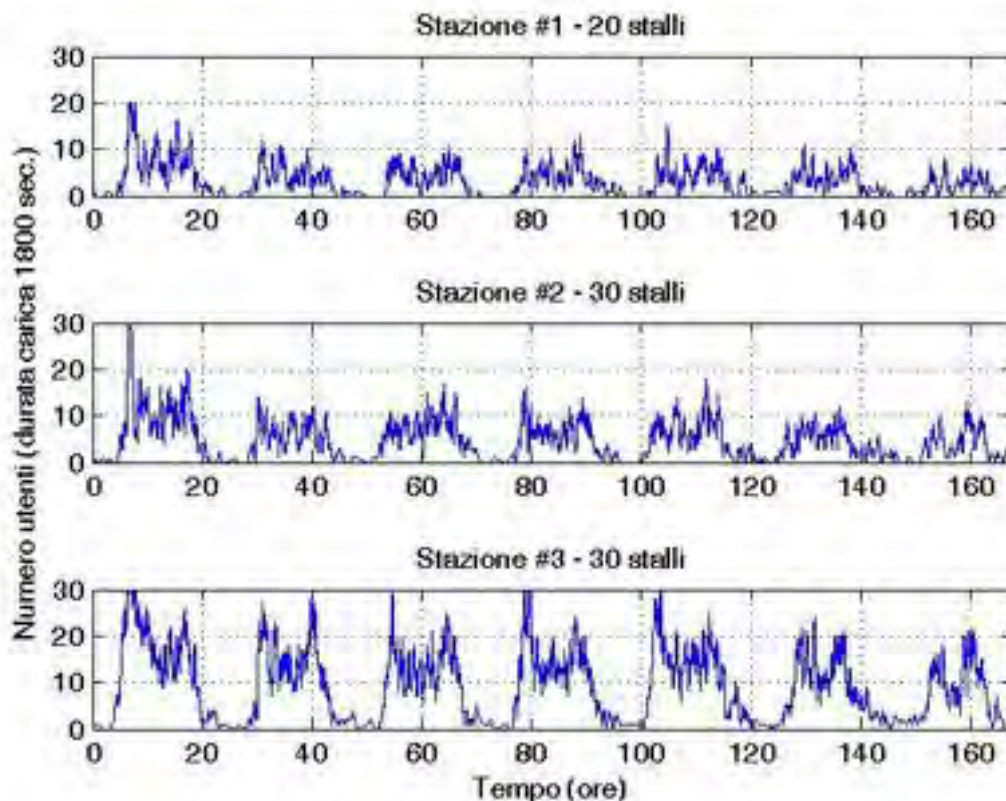 Stazione #1 - 20 stalli
30
20
10
0
0 20 40 60 80 100 120 140 160
Numero utenti (durata carica 1800 sec.)
Stazione #2 - 30 stalli
30
20
10
0
0 20 40 60 80 100 120 140 160
Stazione #3 - 30 stalli
30
20
10
0
0 20 40 60 80 100 120 140 160
Tempo (ore)